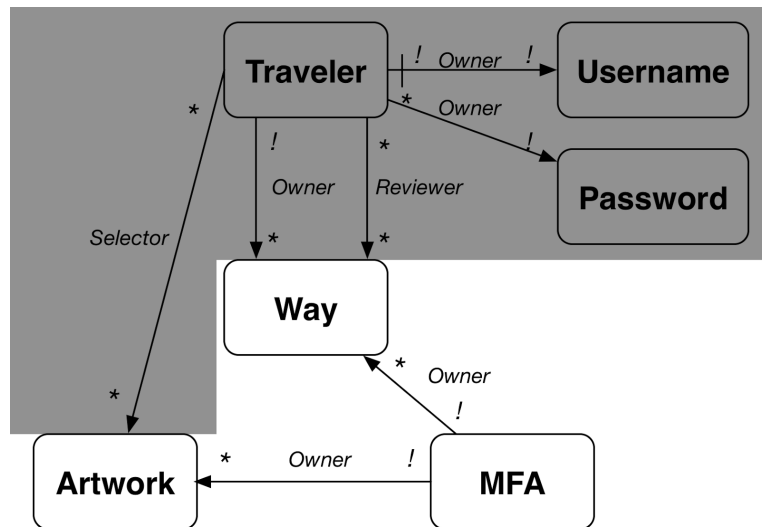 Traveler
! Owner !
Username
* Owner
!
Password
*
!
*
Owner
Reviewer
Selector
*
*
Way
* Owner
!
*
Artwork
* Owner !
MFA